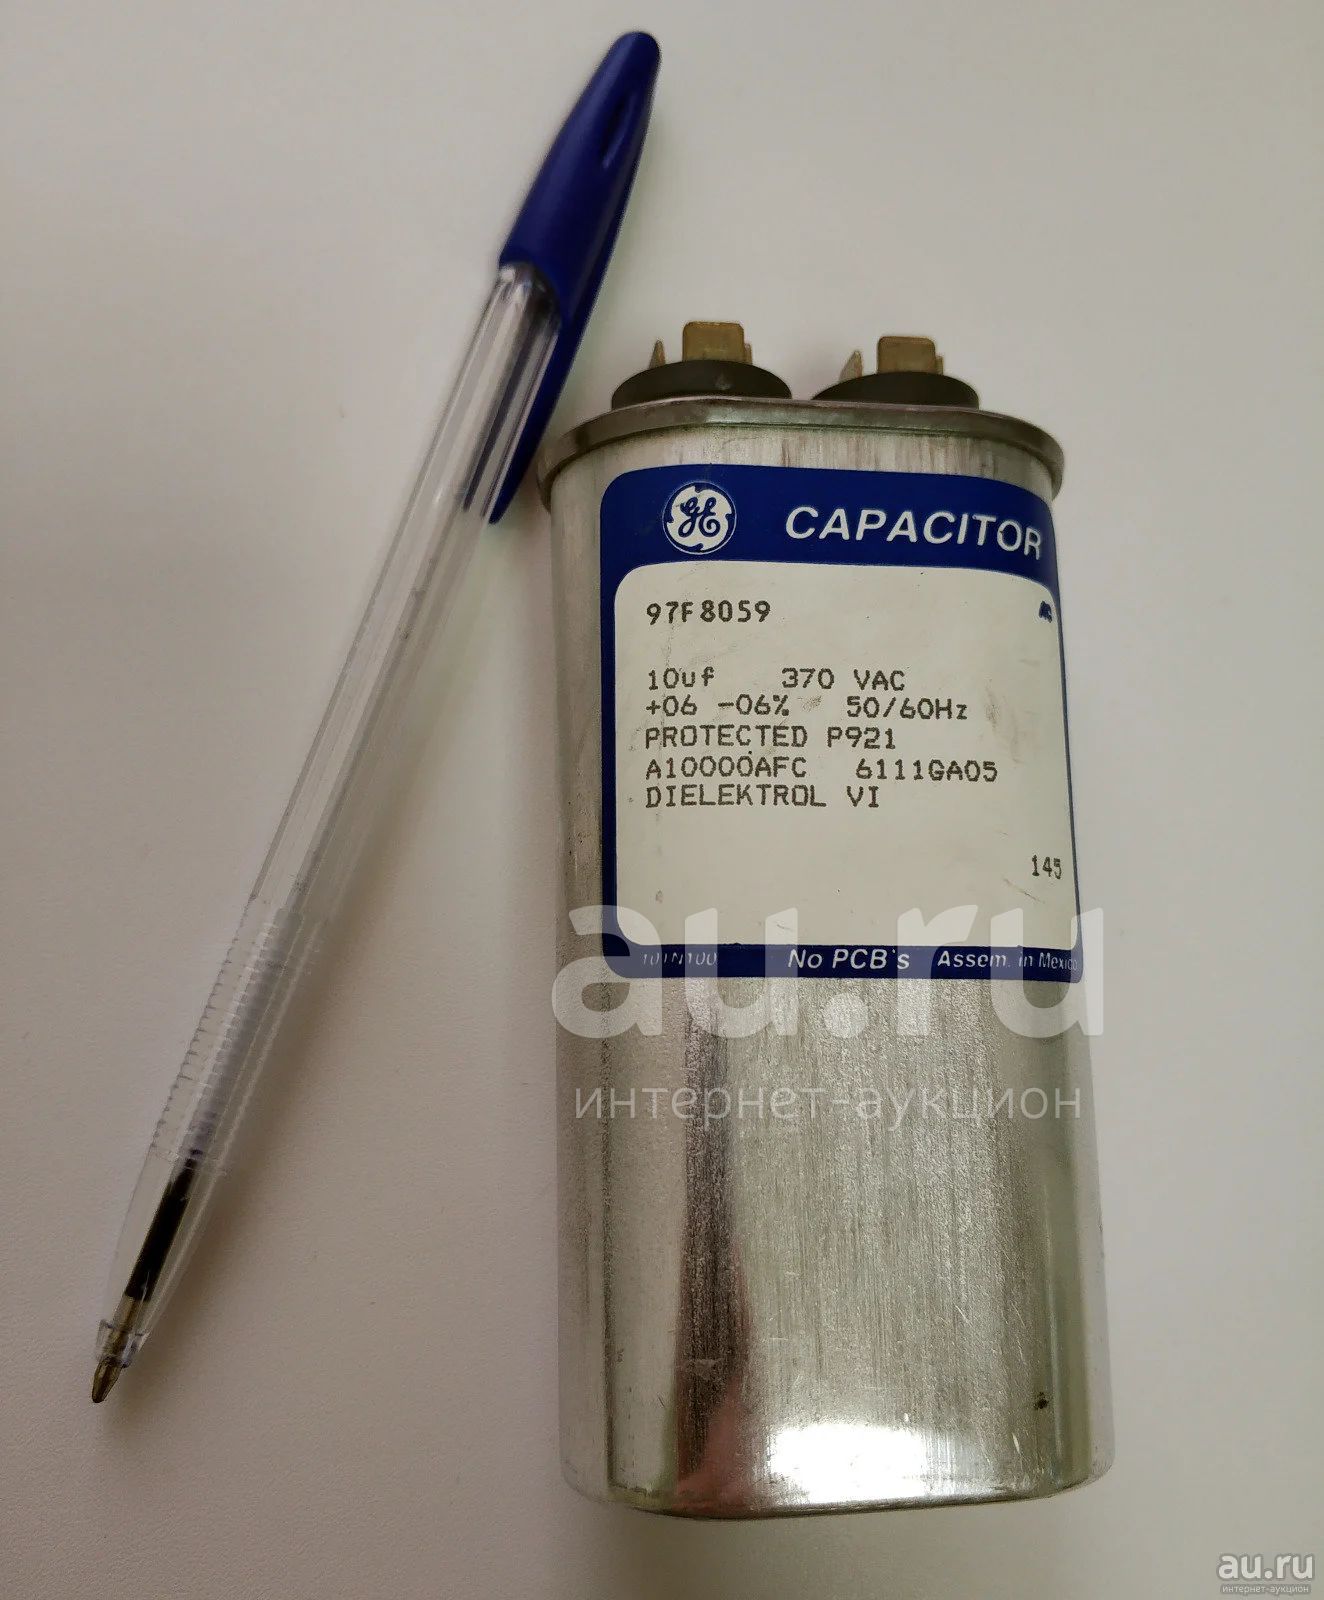 GE CAPACITOR
97F8059
10uf 370 VAC
+06 -06% 50/60Hz
PROTECTED P921
A10000AFC 6111GA05
DIELEKTROL VI
145
No PCB's Assem. in Mexico
au.ru
интернет-аукцион
au.ru
интернет-аукцион